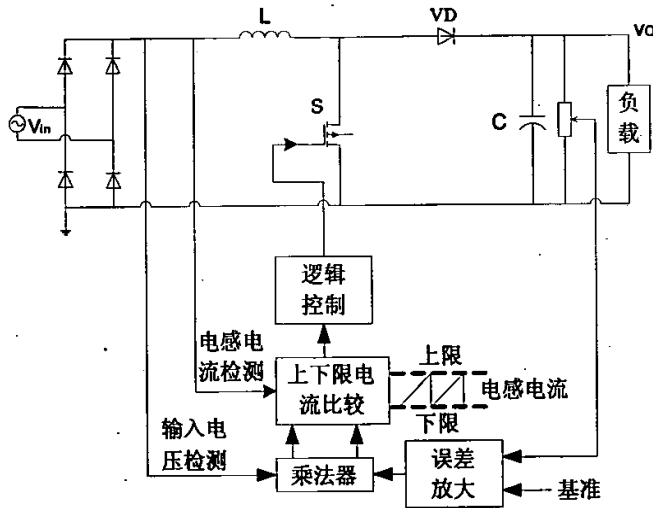 L
VD
VO
S
C
负
载
Vin
逻辑
控制
电感电
流检测
上下限电
流比较
上限
电感电流
下限
输入电
压检测
乘法器
误差
放大
基准